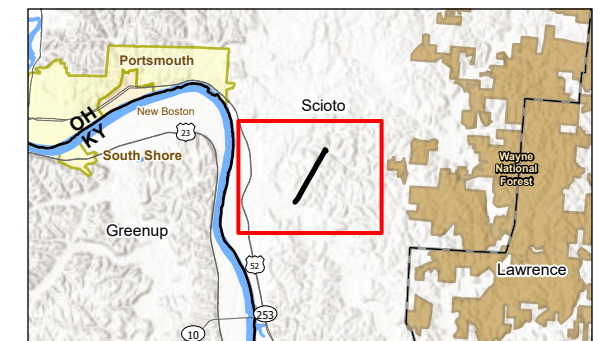 Portsmouth
Scioto
New Boston
OH
KY
23
South Shore
Wayne
National
Forest
Greenup
52
Lawrence
253
10